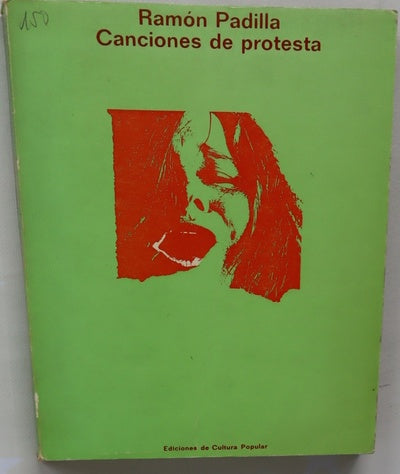 150
Ramón Padilla
Canciones de protesta
Ediciones de Cultura Popular